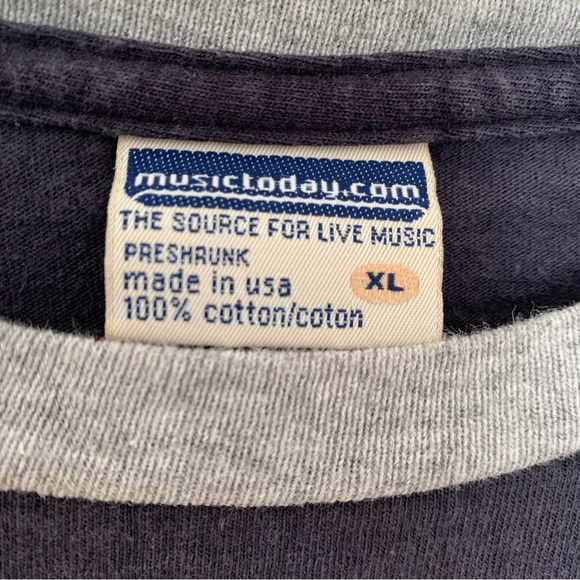 musictoday.com
THE SOURCE FOR LIVE MUSIC
PRESHRUNK
made in usa XL
100% cotton/coton